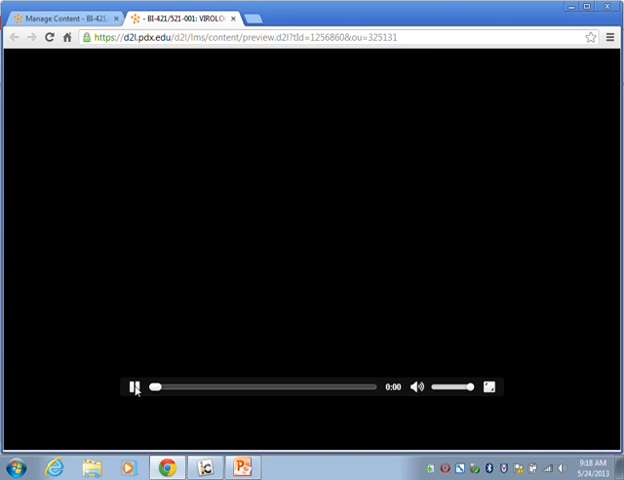 Manage Content - BI-421
- BI-421/521-001: VIROLO
https://d2l.pdx.edu/d2l/lms/content/preview.d2l?tId=1256860&ou=325131
0:00
9:18 AM
5/24/2013